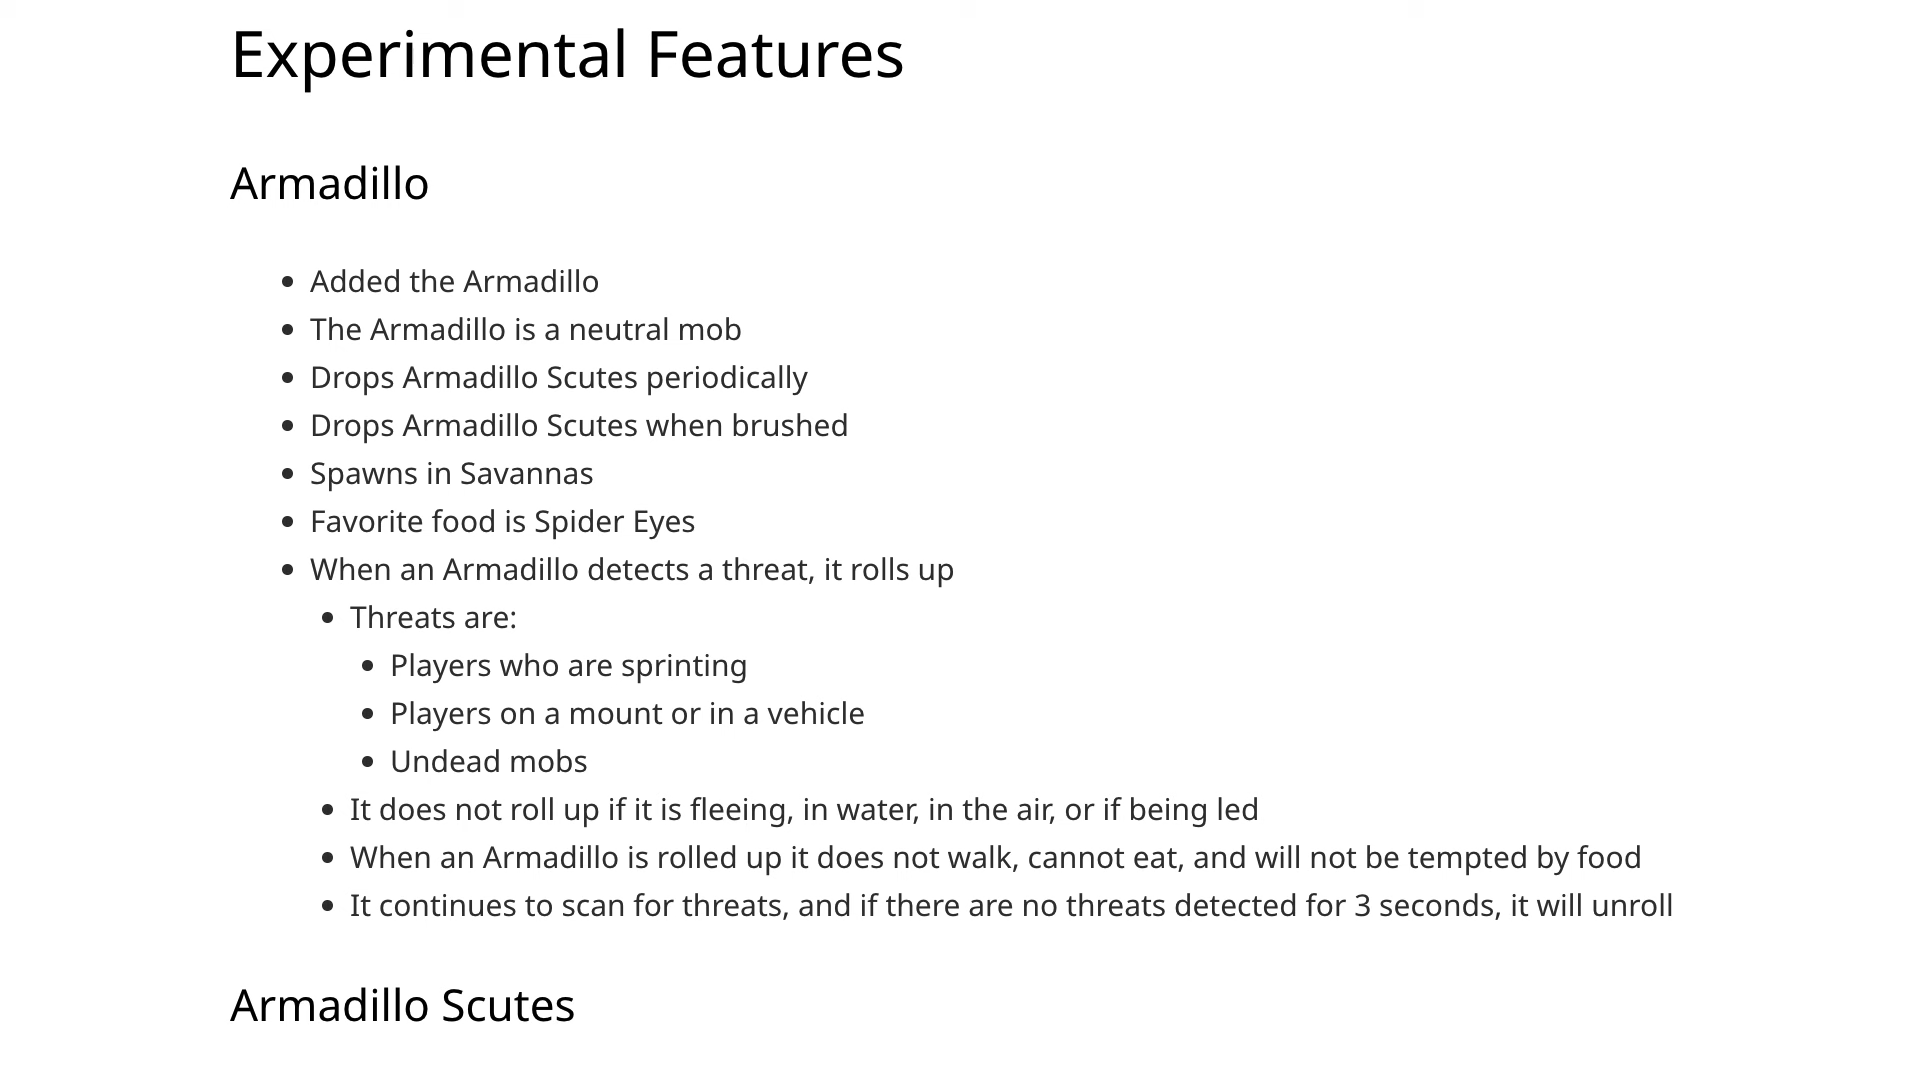 Experimental Features
Armadillo
Added the Armadillo
The Armadillo is a neutral mob
Drops Armadillo Scutes periodically
Drops Armadillo Scutes when brushed
Spawns in Savannas
Favorite food is Spider Eyes
When an Armadillo detects a threat, it rolls up
Threats are:
Players who are sprinting
Players on a mount or in a vehicle
Undead mobs
It does not roll up if it is fleeing, in water, in the air, or if being led
When an Armadillo is rolled up it does not walk, cannot eat, and will not be tempted by food
It continues to scan for threats, and if there are no threats detected for 3 seconds, it will unroll
Armadillo Scutes